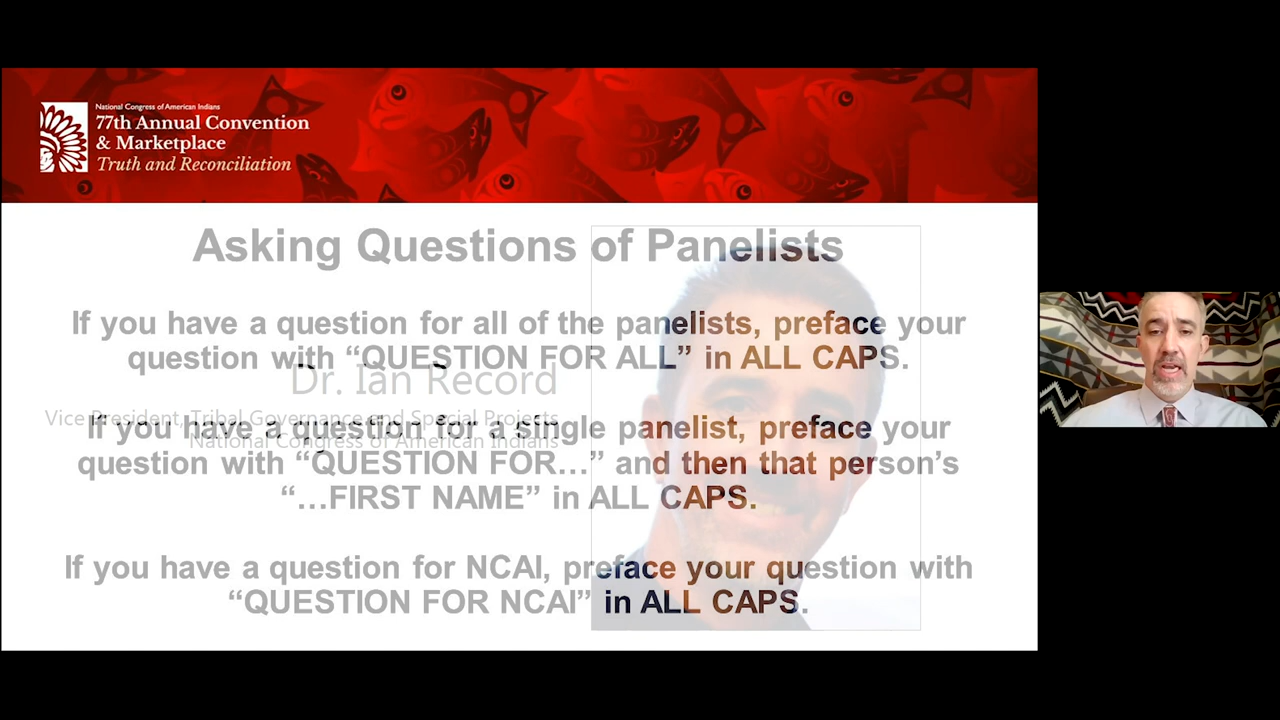 National Congress of American Indians
77th Annual Convention
& Marketplace
Truth and Reconciliation
Asking Questions of Panelists
If you have a question for all of the panelists, preface your
question with “QUESTION FOR ALL” in ALL CAPS.
Dr. Ian Record
Vice President, Tribal Governance and Special Projects
National Congress of American Indians
If you have a question for a single panelist, preface your
question with “QUESTION FOR…” and then that person’s
“…FIRST NAME” in ALL CAPS.
If you have a question for NCAI, preface your question with
“QUESTION FOR NCAI” in ALL CAPS.